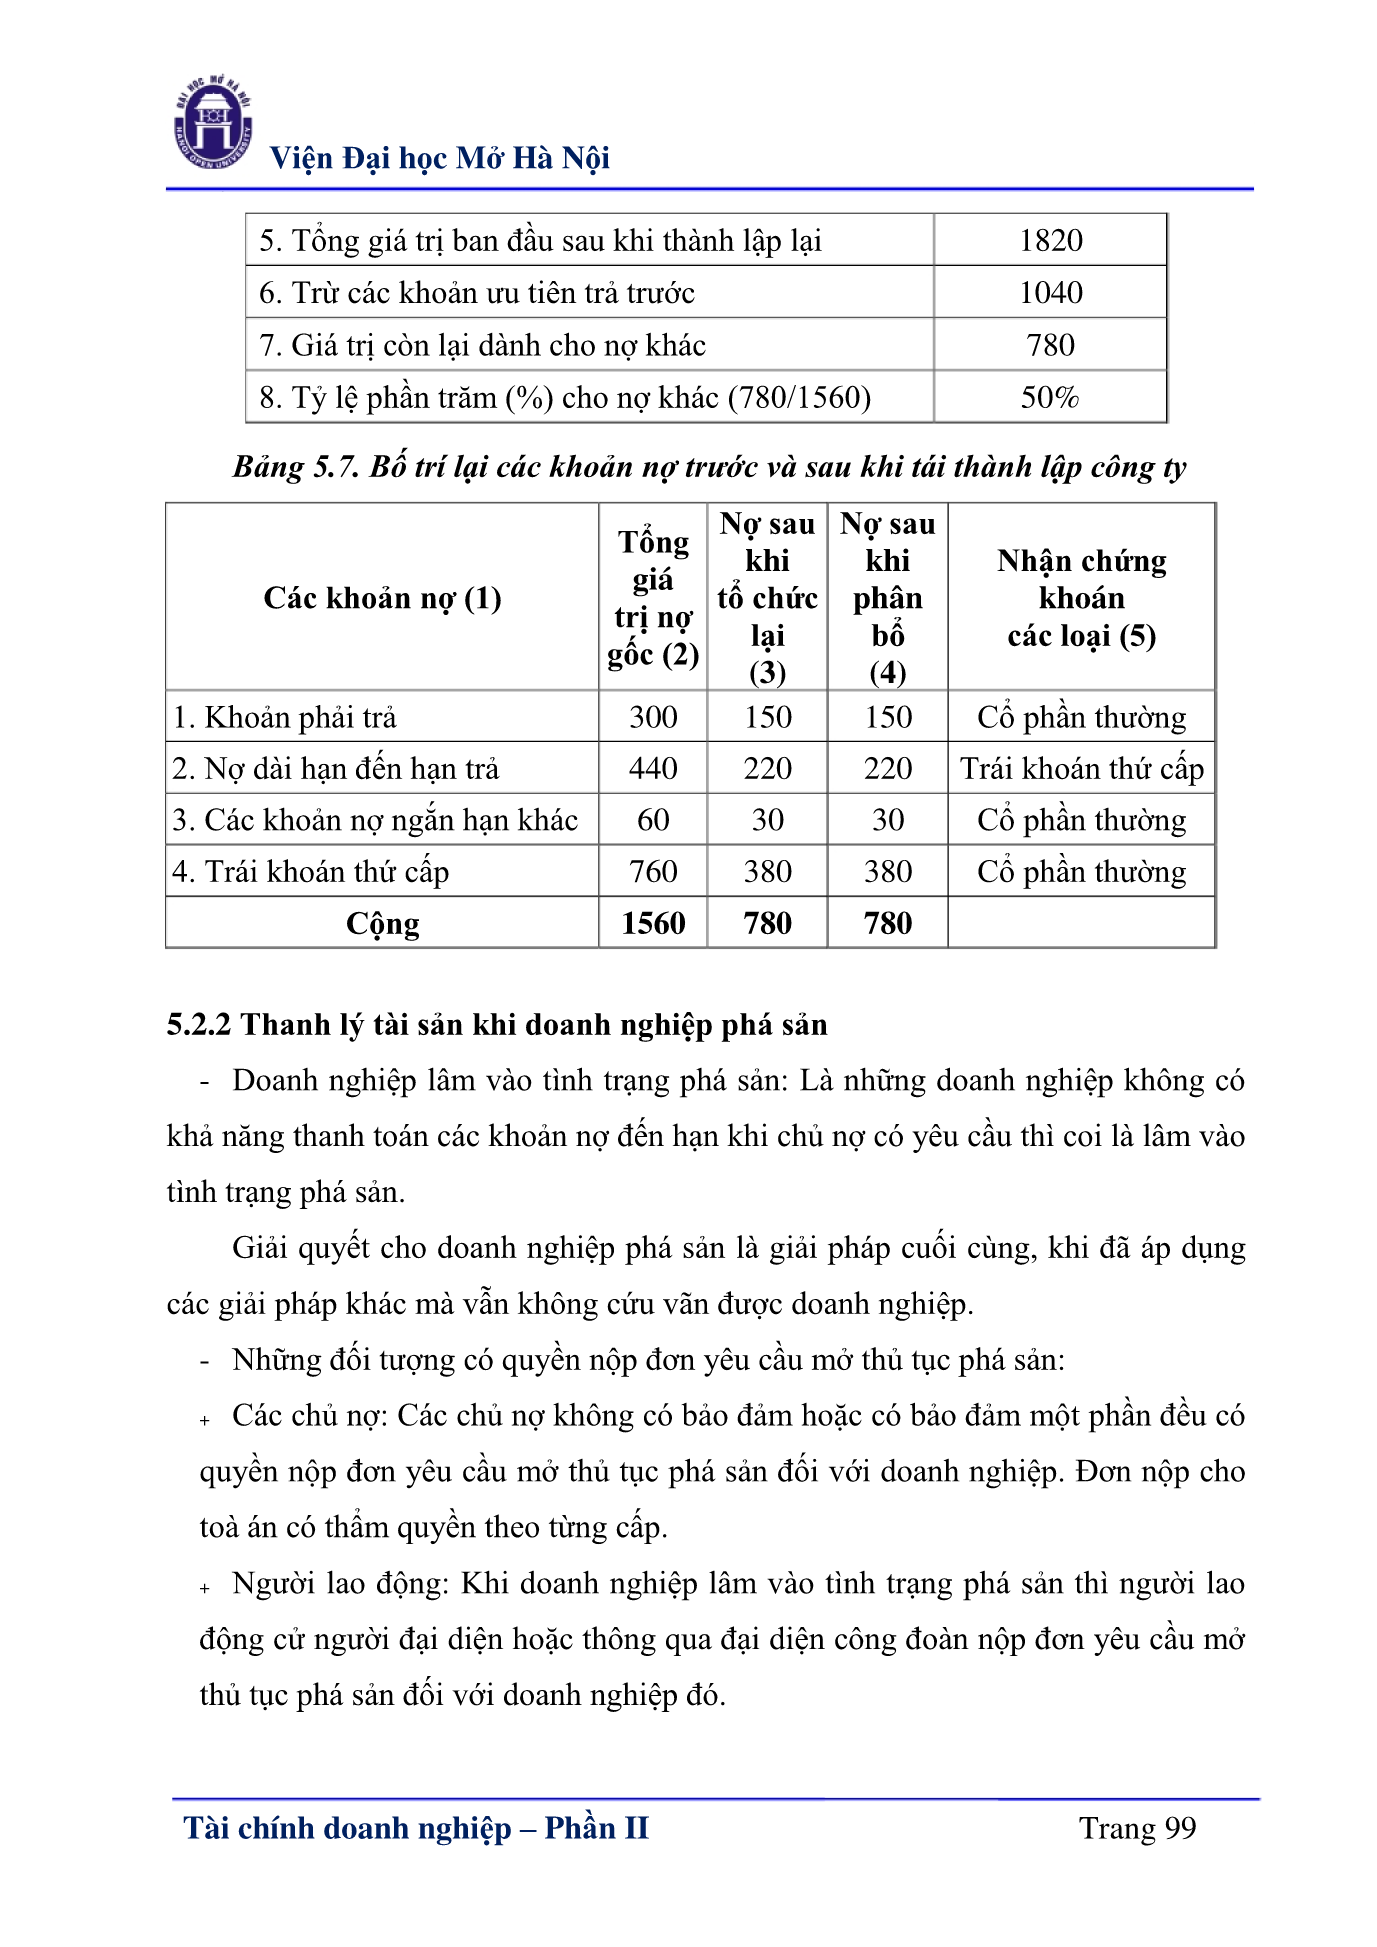 ĐẠI HỌC MỞ HÀ NỘI
HANOI OPEN UNIVERSITY
Viện Đại học Mở Hà Nội
5. Tổng giá trị ban đầu sau khi thành lập lại 1820
6. Trừ các khoản ưu tiên trả trước 1040
7. Giá trị còn lại dành cho nợ khác 780
8. Tỷ lệ phần trăm (%) cho nợ khác (780/1560) 50%
Bảng 5.7. Bố trí lại các khoản nợ trước và sau khi tái thành lập công ty
Các khoản nợ (1)
Tổng
giá
trị nợ
gốc (2)
Nợ sau
khi
tổ chức
lại
(3)
Nợ sau
khi
phân
bổ
(4)
Nhận chứng
khoán
các loại (5)
1. Khoản phải trả 300 150 150 Cổ phần thường
2. Nợ dài hạn đến hạn trả 440 220 220 Trái khoán thứ cấp
3. Các khoản nợ ngắn hạn khác 60 30 30 Cổ phần thường
4. Trái khoán thứ cấp 760 380 380 Cổ phần thường
Cộng 1560 780 780
5.2.2 Thanh lý tài sản khi doanh nghiệp phá sản
- Doanh nghiệp lâm vào tình trạng phá sản: Là những doanh nghiệp không có
khả năng thanh toán các khoản nợ đến hạn khi chủ nợ có yêu cầu thì coi là lâm vào
tình trạng phá sản.
Giải quyết cho doanh nghiệp phá sản là giải pháp cuối cùng, khi đã áp dụng
các giải pháp khác mà vẫn không cứu vãn được doanh nghiệp.
- Những đối tượng có quyền nộp đơn yêu cầu mở thủ tục phá sản:
+ Các chủ nợ: Các chủ nợ không có bảo đảm hoặc có bảo đảm một phần đều có
quyền nộp đơn yêu cầu mở thủ tục phá sản đối với doanh nghiệp. Đơn nộp cho
toà án có thẩm quyền theo từng cấp.
+ Người lao động: Khi doanh nghiệp lâm vào tình trạng phá sản thì người lao
động cử người đại diện hoặc thông qua đại diện công đoàn nộp đơn yêu cầu mở
thủ tục phá sản đối với doanh nghiệp đó.
Tài chính doanh nghiệp – Phần II Trang 99